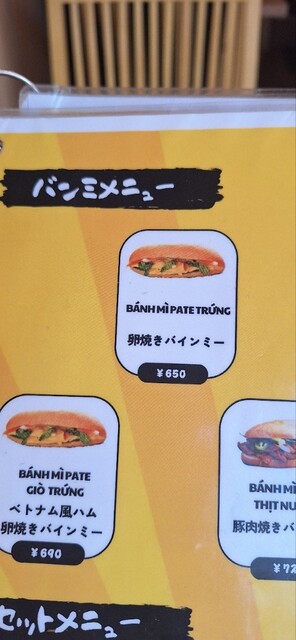 バンミメニュー
BÁNH MÌ PATE TRỨNG
卵焼きバインミー
¥650
BÁNH MÌ PATE
GIÒ TRỨNG
ベトナム風ハム
卵焼きバインミー
¥690
BÁNH M
THỊT NU
豚肉焼きバ
¥72
セットメニュー